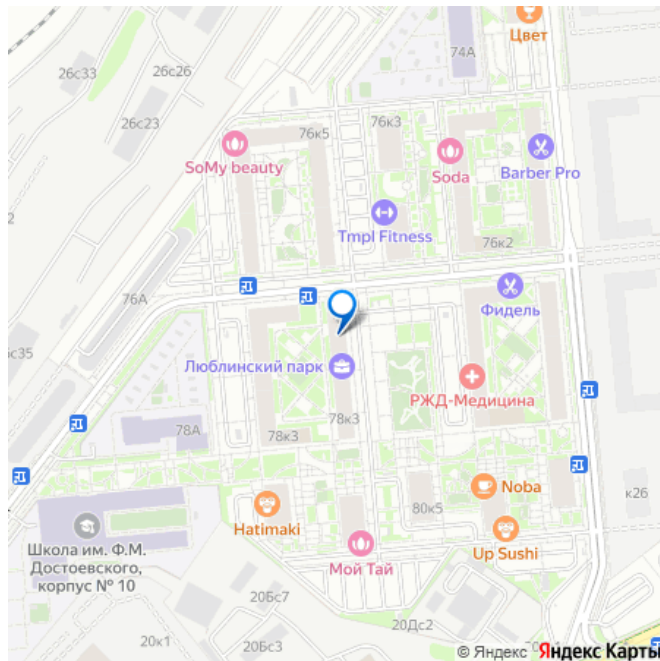 Цвет
74А
26с33
26с26
26с23
76к5
76к3
SoMy beauty
Soda
Barber Pro
Tmpl Fitness
76к2
76А
Фидель
с35
Люблинский парк
РЖД-Медицина
78А
78к3
78к3
Noba
к26
Hatimaki
80к5
Up Sushi
Школа им. Ф.М.
Достоевского,
корпус № 10
Мой Тай
20Бс7
20Дс2
20к1
20Бс3
© Яндекс Яндекс Карты